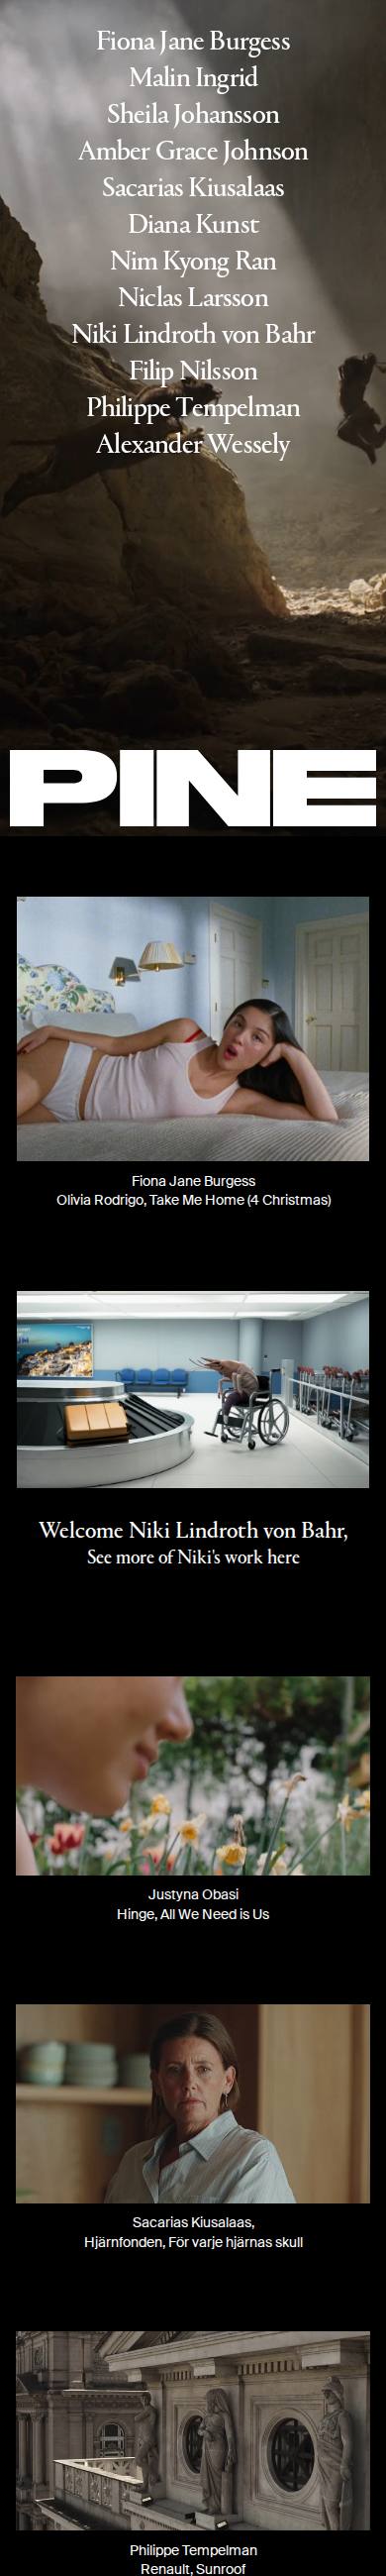 Fiona Jane Burgess
Malin Ingrid
Sheila Johansson
Amber Grace Johnson
Sacarias Kiusalaas
Diana Kunst
Nim Kyong Ran
Niclas Larsson
Niki Lindroth von Bahr
Filip Nilsson
Philippe Tempelman
Alexander Wessely
PINE
Fiona Jane Burgess
Olivia Rodrigo, Take Me Home (4 Christmas)
Welcome Niki Lindroth von Bahr,
See more of Niki's work here
Justyna Obasi
Hinge, All We Need is Us
Sacarias Kiusalaas,
Hjärnfonden, För varje hjärnas skull
Philippe Tempelman
Renault, Sunroof